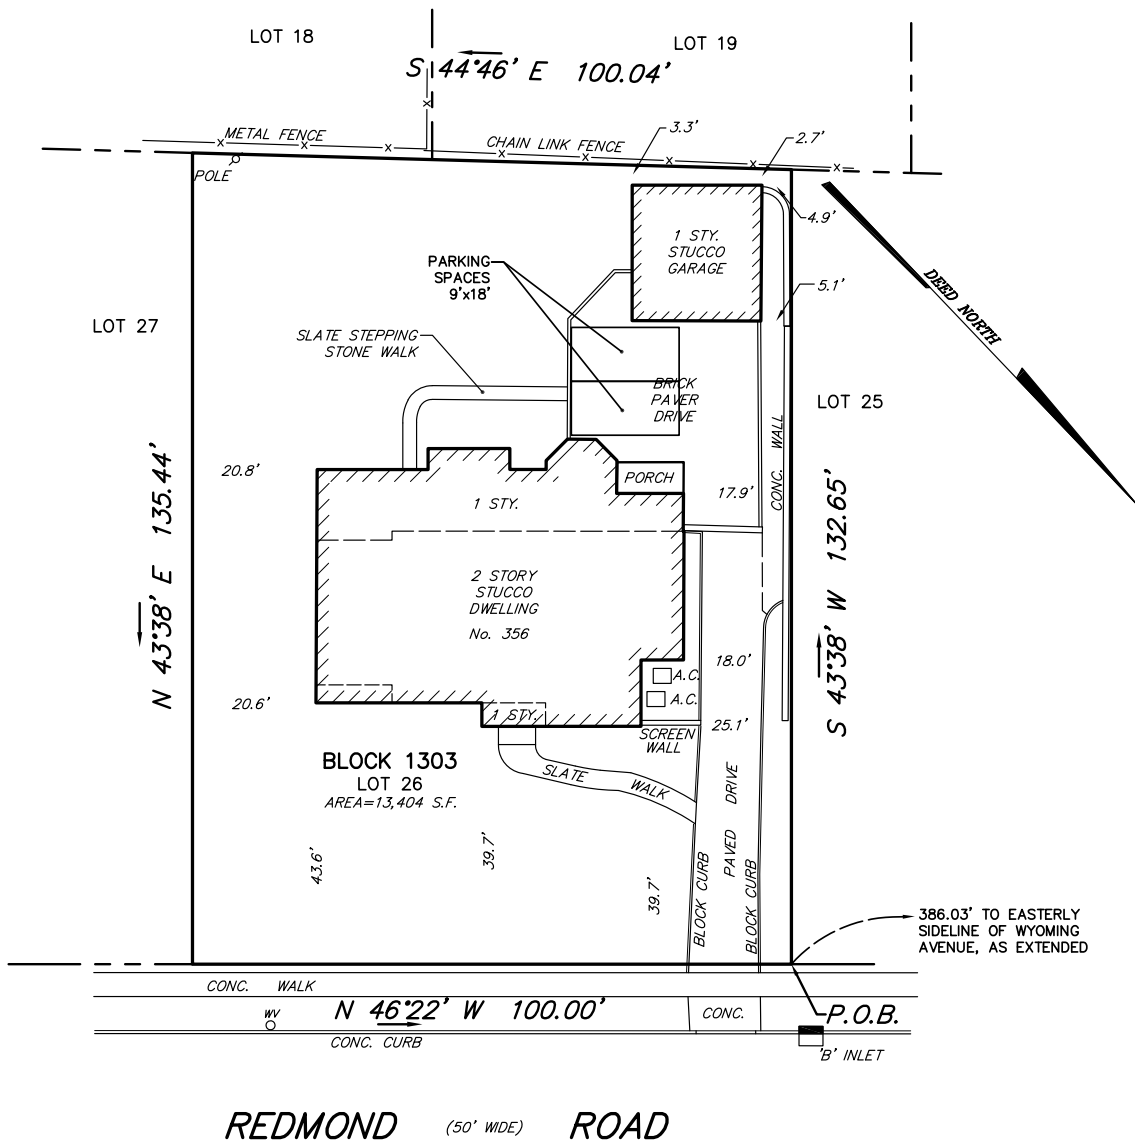 LOT 18
LOT 19
S 44°46' E 100.04'
METAL FENCE
CHAIN LINK FENCE
3.3'
2.7'
POLE
4.9'
1 STY.
STUCCO
GARAGE
PARKING
SPACES
9'x18'
5.1'
DEED NORTH
LOT 27
SLATE STEPPING
STONE WALK
BRICK
PAVER
DRIVE
LOT 25
CONC. WALL
20.8'
N 43°38' E 135.44'
PORCH
17.9'
S 43°38' W 132.65'
1 STY.
2 STORY
STUCCO
DWELLING
No. 356
18.0'
A.C.
A.C.
20.6'
1 STY.
25.1'
SCREEN
WALL
BLOCK 1303
LOT 26
AREA=13,404 S.F.
SLATE WALK
PAVED DRIVE
43.6'
39.7'
39.7'
BLOCK CURB
BLOCK CURB
386.03' TO EASTERLY
SIDELINE OF WYOMING
AVENUE, AS EXTENDED
CONC. WALK
WV
N 46°22' W 100.00'
CONC.
P.O.B.
CONC. CURB
'B' INLET
REDMOND (50' WIDE) ROAD